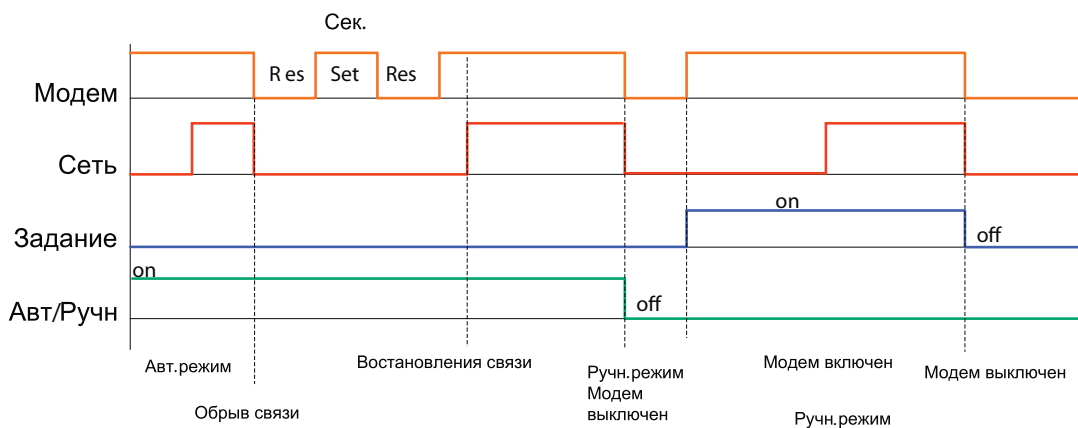 Сек.
Модем
R es
Set
Res
Сеть
Задание
on
off
Авт/Ручн
on
off
Авт.режим
Востановления связи
Ручн.режим
Модем
выключен
Модем включен
Модем выключен
Обрыв связи
Ручн.режим